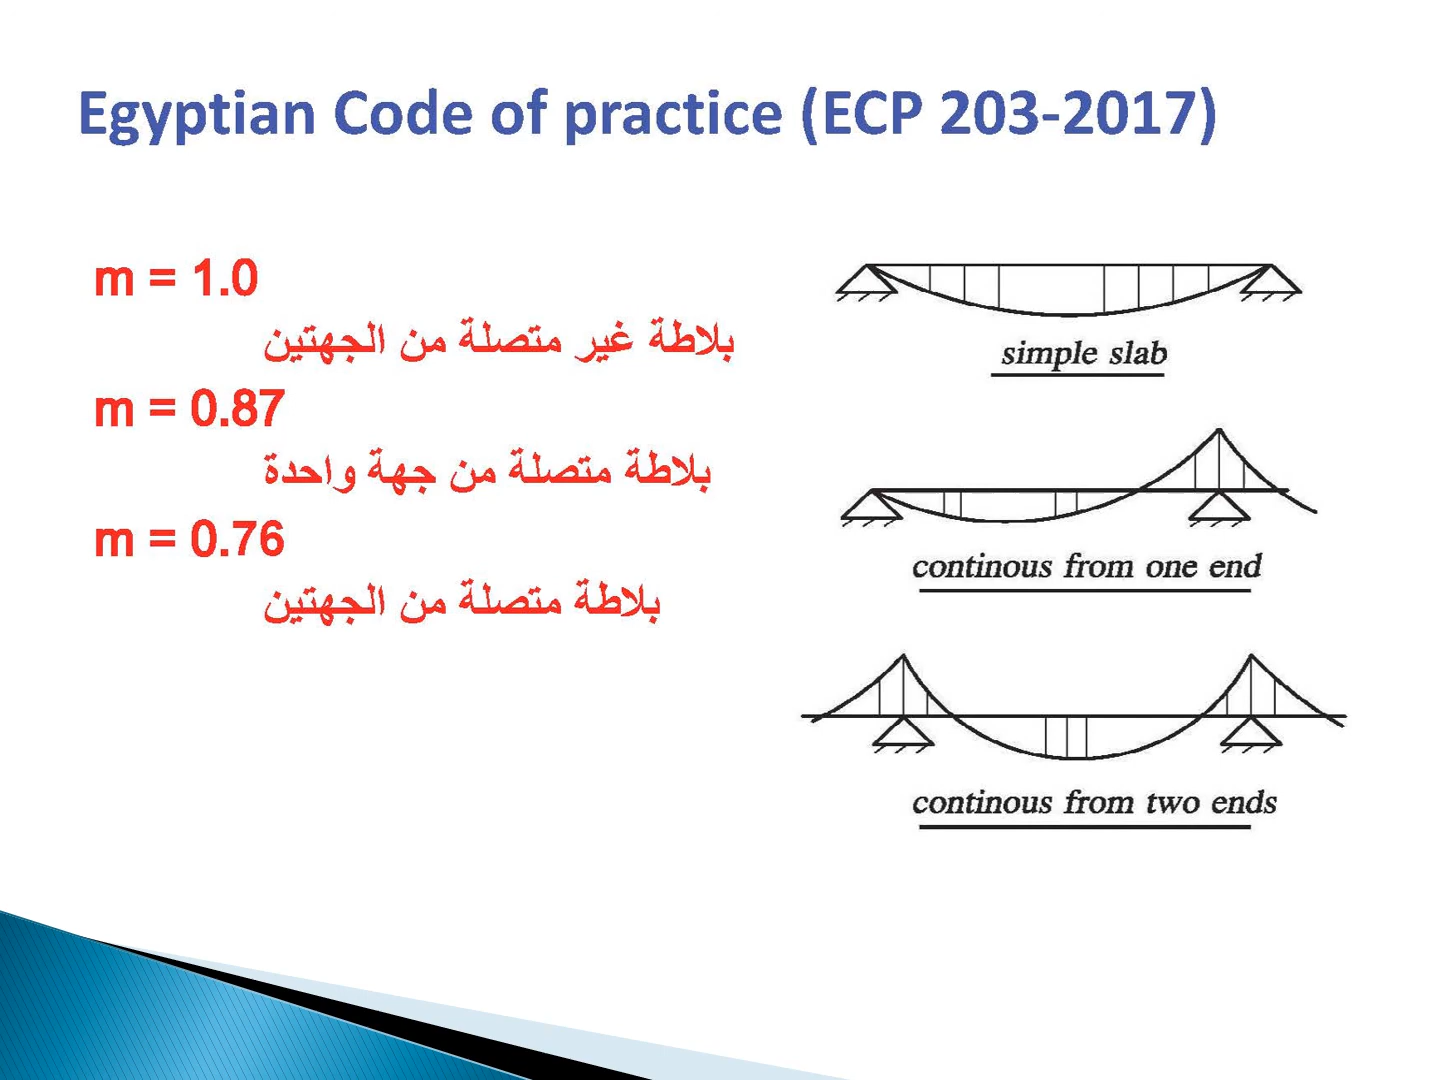 Egyptian Code of practice (ECP 203-2017)
m = 1.0
بلاطة غير متصلة من الجهتين
m = 0.87
بلاطة متصلة من جهة واحدة
m = 0.76
بلاطة متصلة من الجهتين
simple slab
continous from one end
continous from two ends